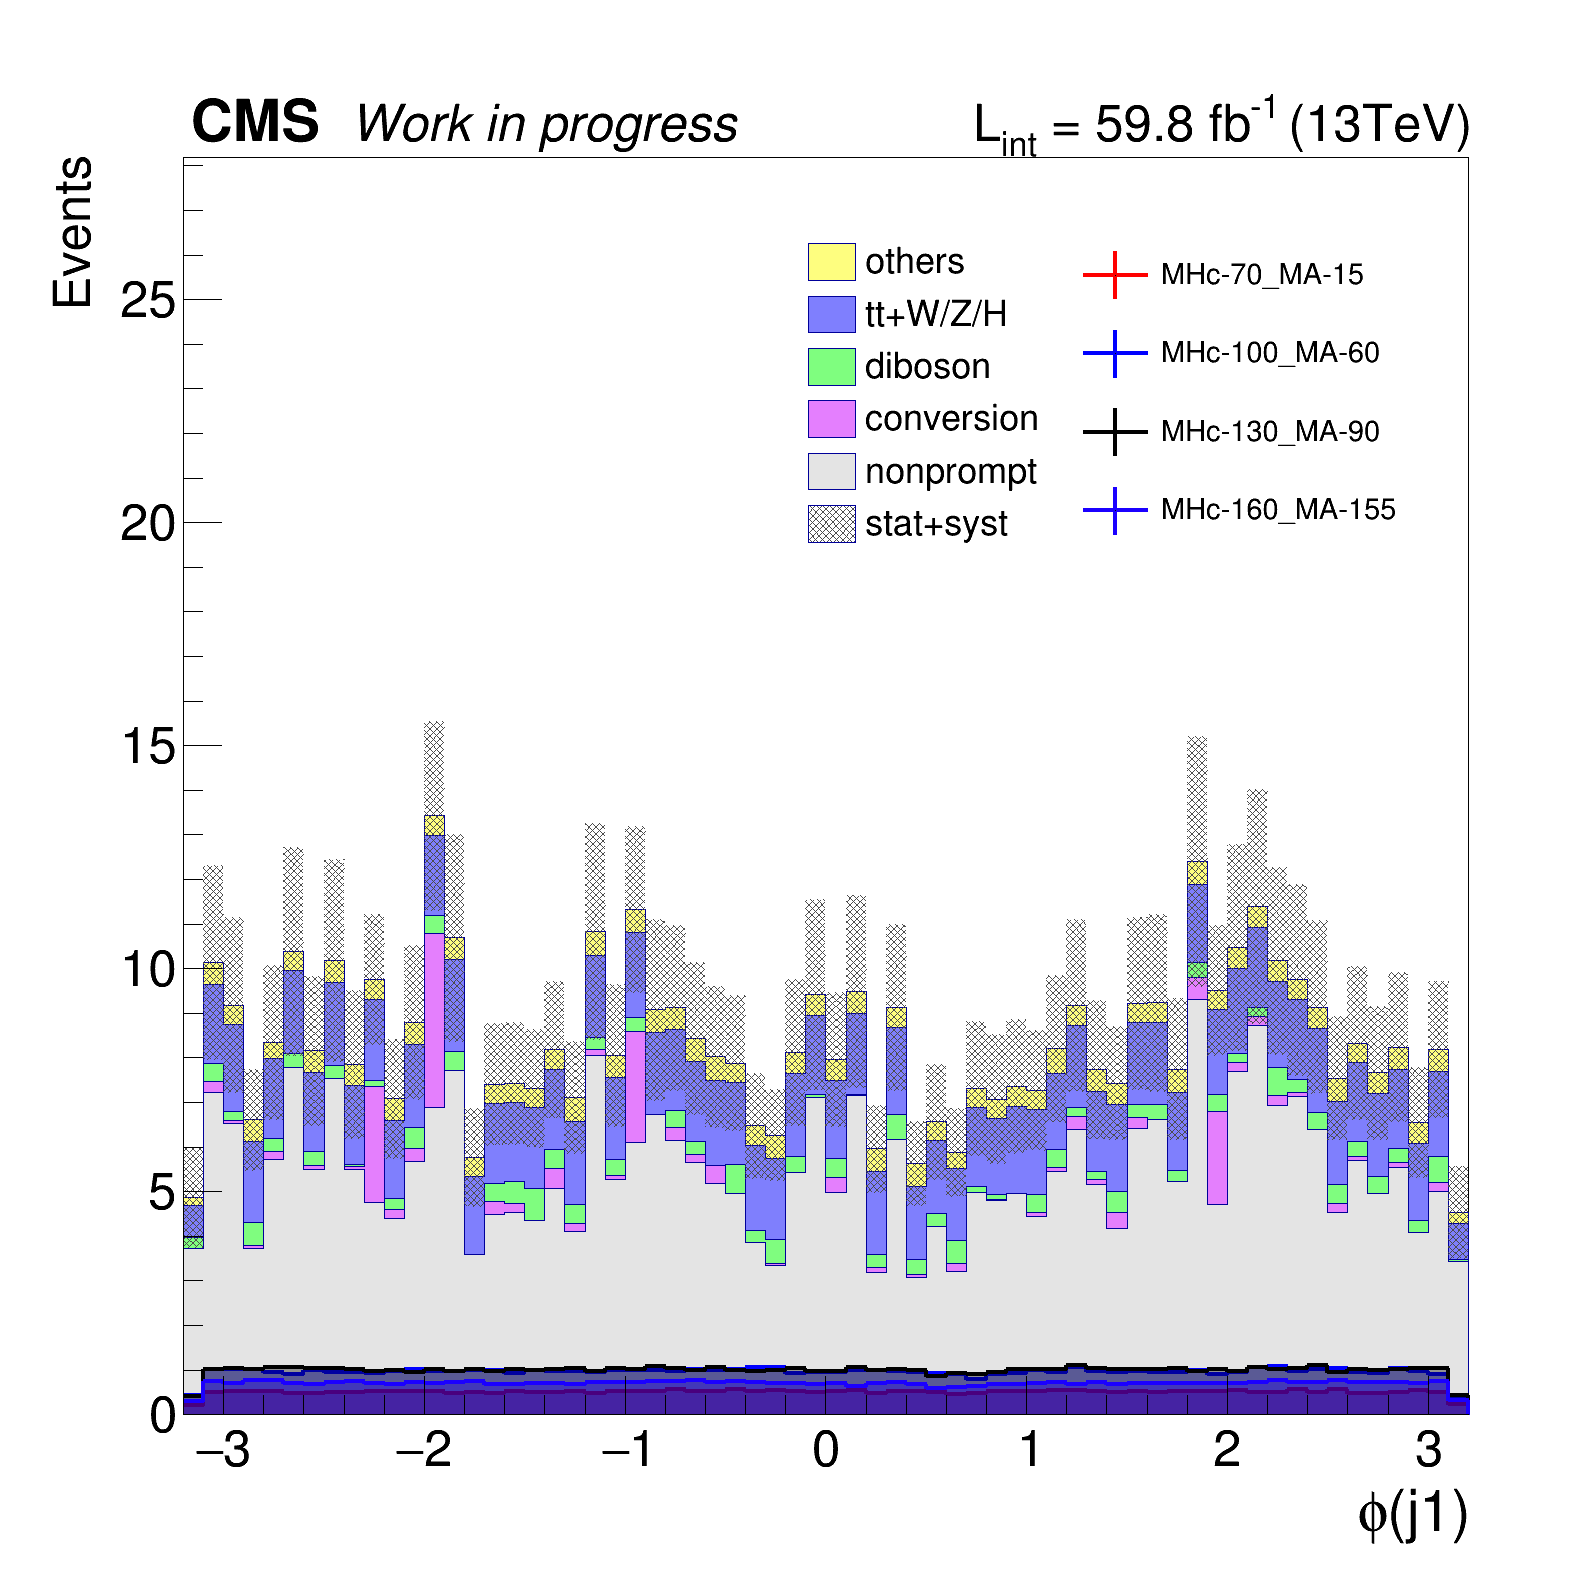 CMS Work in progress L_int = 59.8 fb^-1 (13TeV)
Events
others
tt+W/Z/H
diboson
conversion
nonprompt
stat+syst
MHc-70_MA-15
MHc-100_MA-60
MHc-130_MA-90
MHc-160_MA-155
25
20
15
10
5
0
−3 −2 −1 0 1 2 3
ϕ(j1)